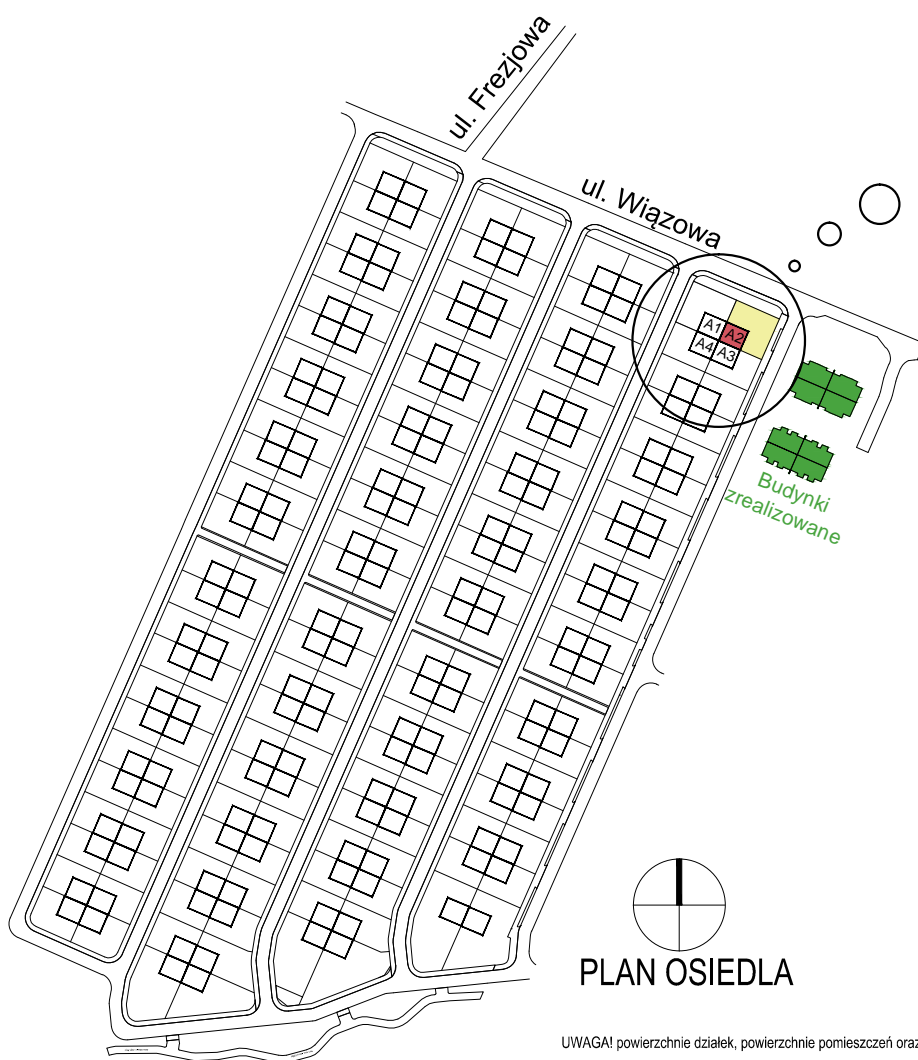 ul. Frezjowa
ul. Wiązowa
A1 A2
A4 A3
Budynki
zrealizowane
PLAN OSIEDLA
UWAGA! powierzchnie działek, powierzchnie pomieszczeń oraz